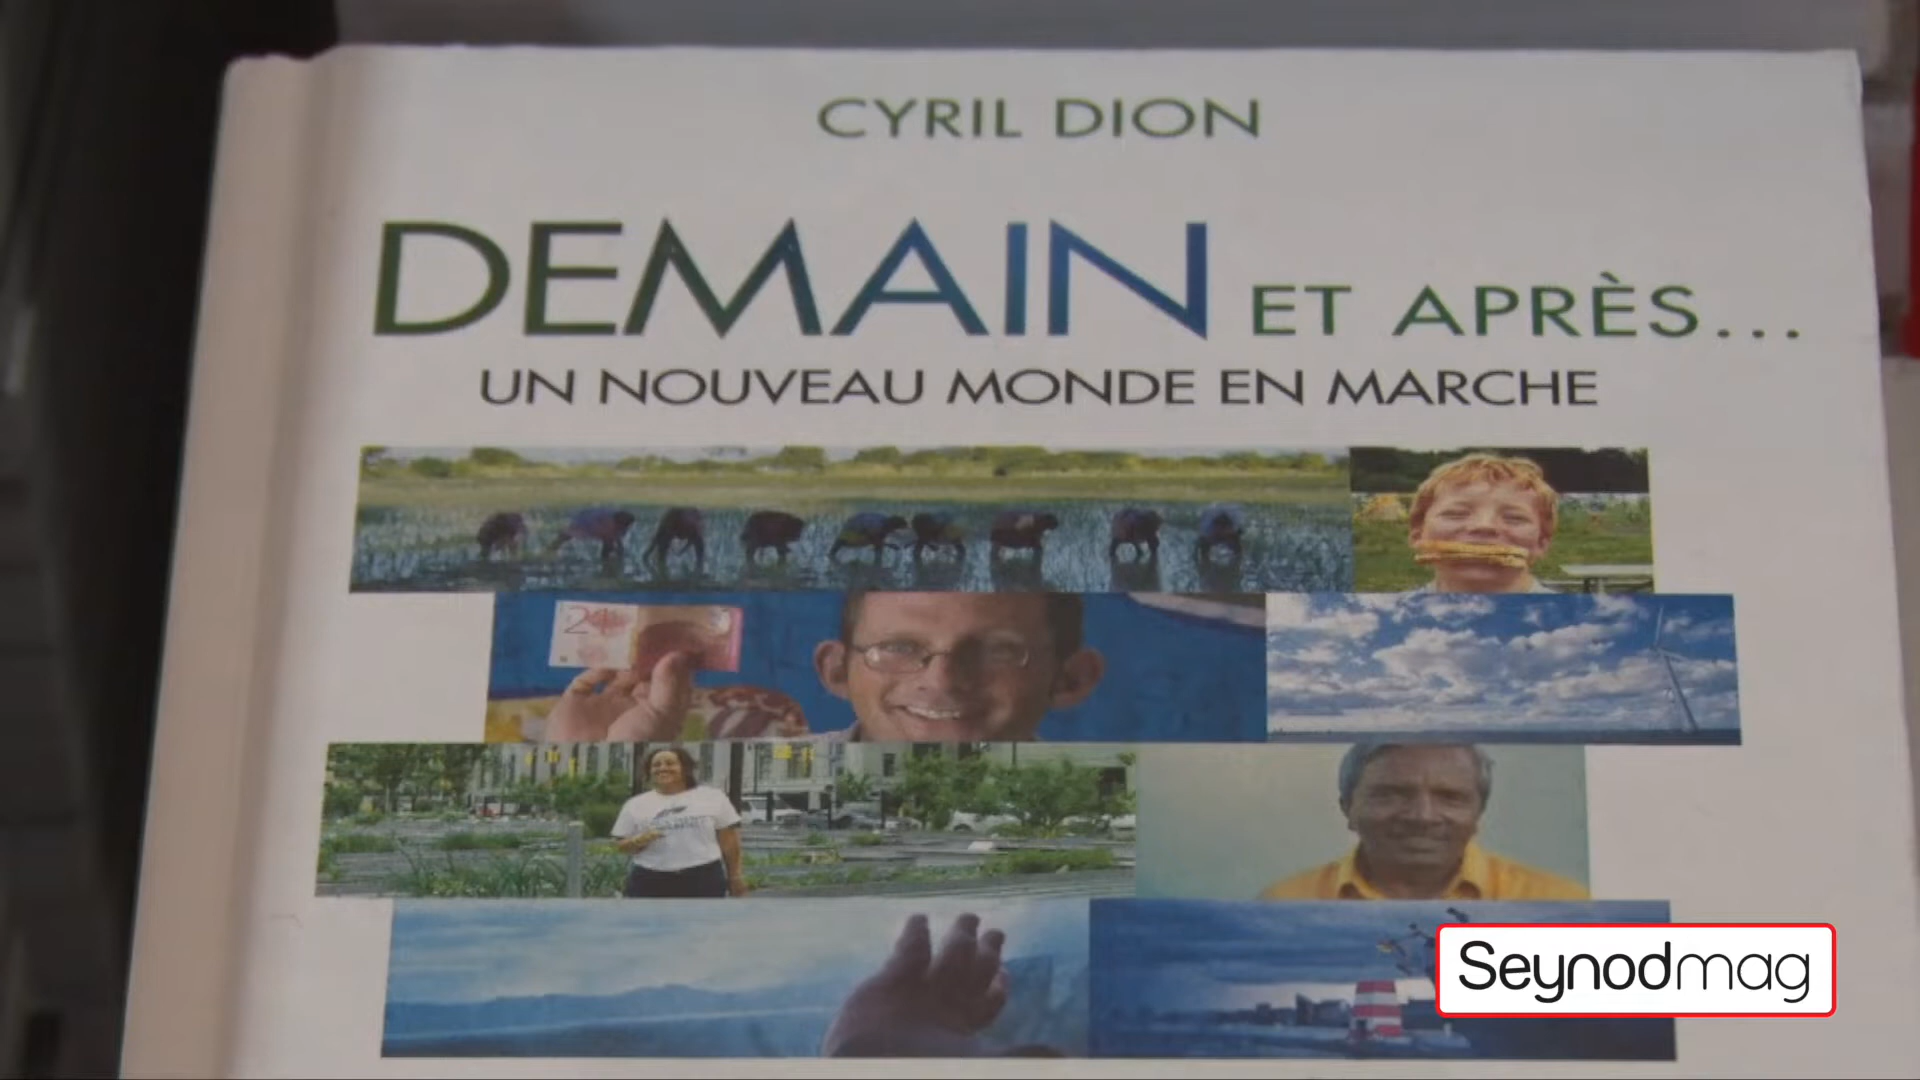 CYRIL DION
DEMAIN ET APRÈS...
UN NOUVEAU MONDE EN MARCHE
Seynodmag